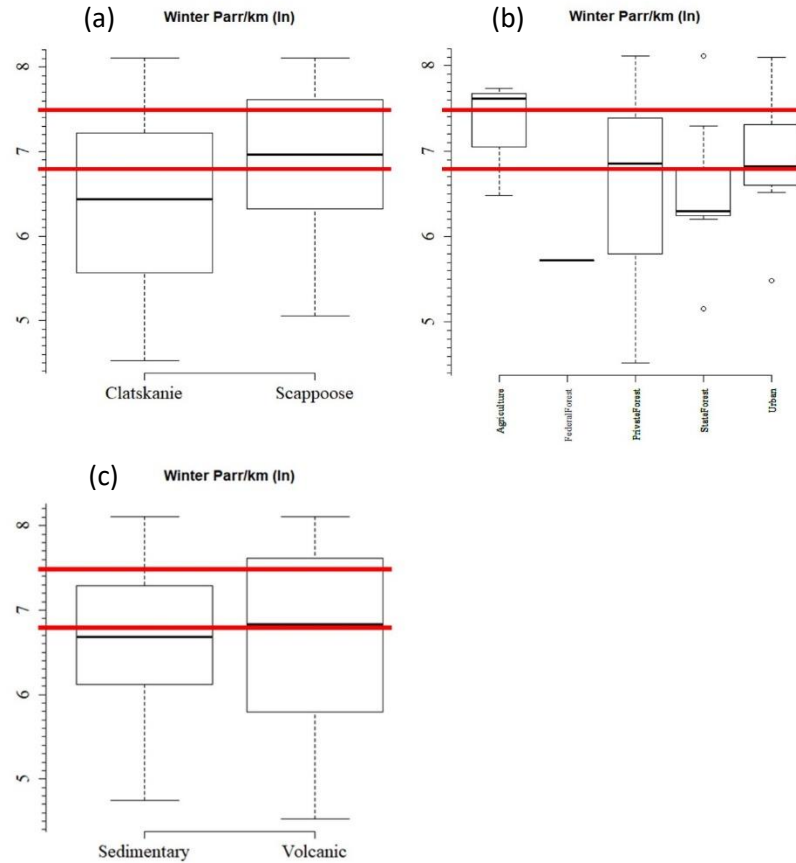 (a)
Winter Parr/km (ln)
8
7
6
5
Clatskanie Scappoose
(b)
Winter Parr/km (ln)
8
7
6
5
Agriculture
FederalForest
PrivateForest
StateForest
Urban
(c)
Winter Parr/km (ln)
8
7
6
5
Sedimentary Volcanic